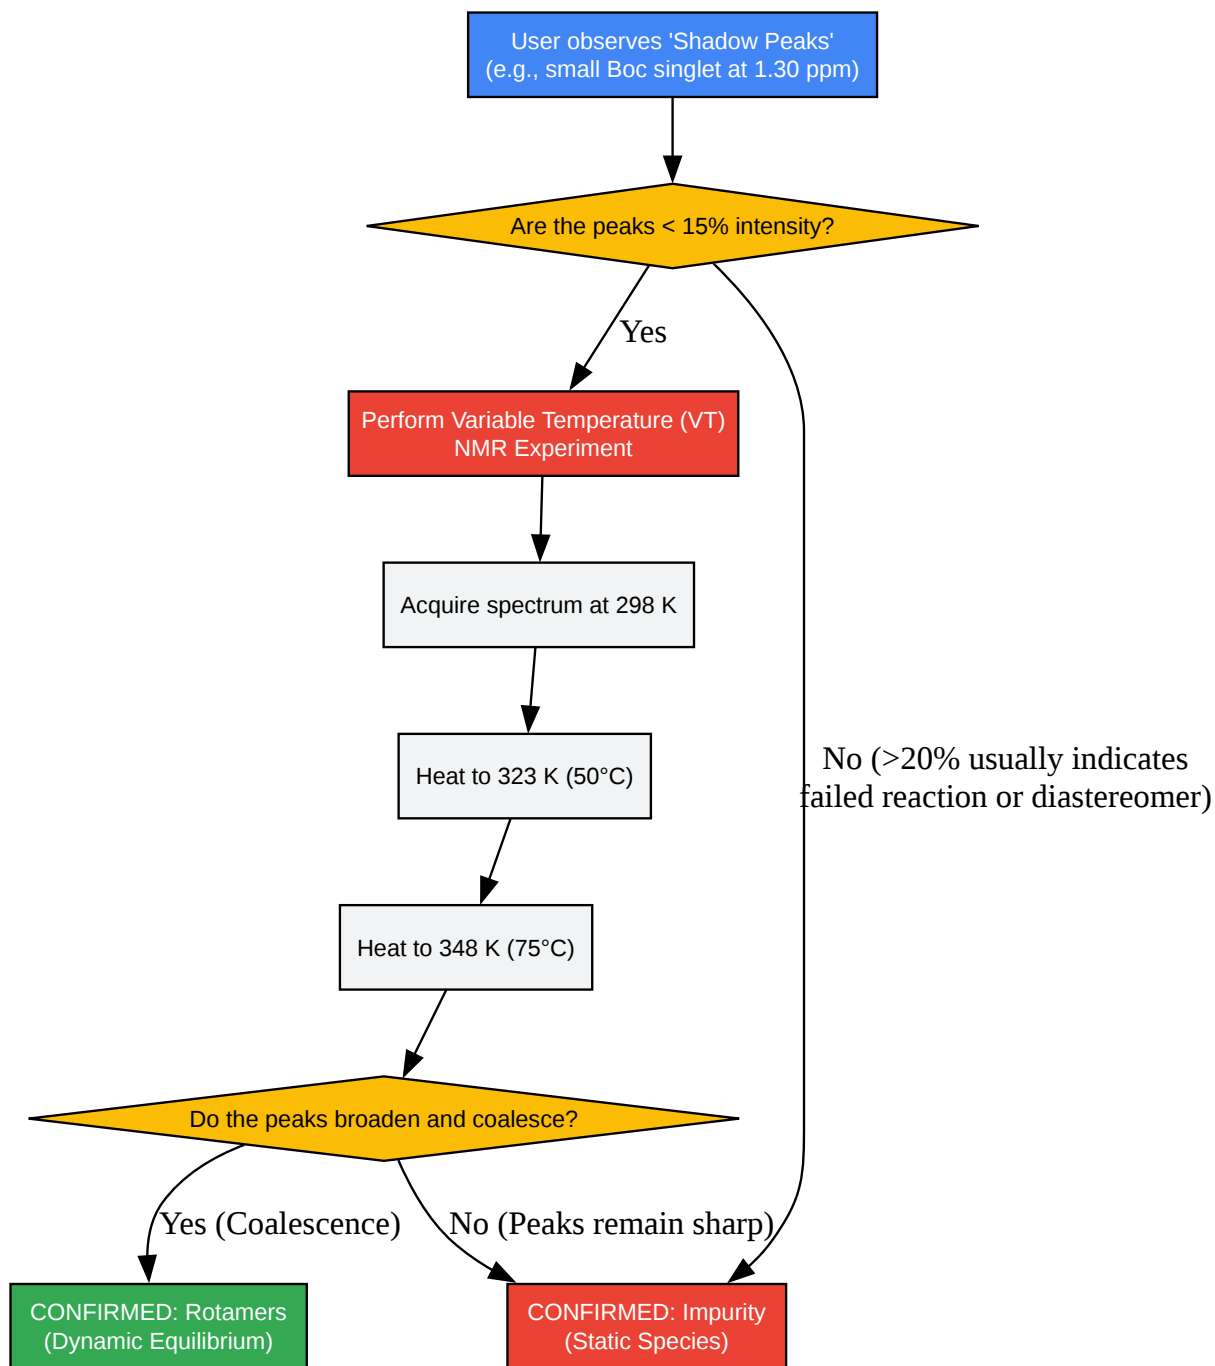 User observes 'Shadow Peaks'
(e.g., small Boc singlet at 1.30 ppm)
Are the peaks < 15% intensity?
Yes
Perform Variable Temperature (VT)
NMR Experiment
Acquire spectrum at 298 K
Heat to 323 K (50°C)
No (>20% usually indicates
failed reaction or diastereomer)
Heat to 348 K (75°C)
Do the peaks broaden and coalesce?
Yes (Coalescence)
No (Peaks remain sharp)
CONFIRMED: Rotamers
(Dynamic Equilibrium)
CONFIRMED: Impurity
(Static Species)